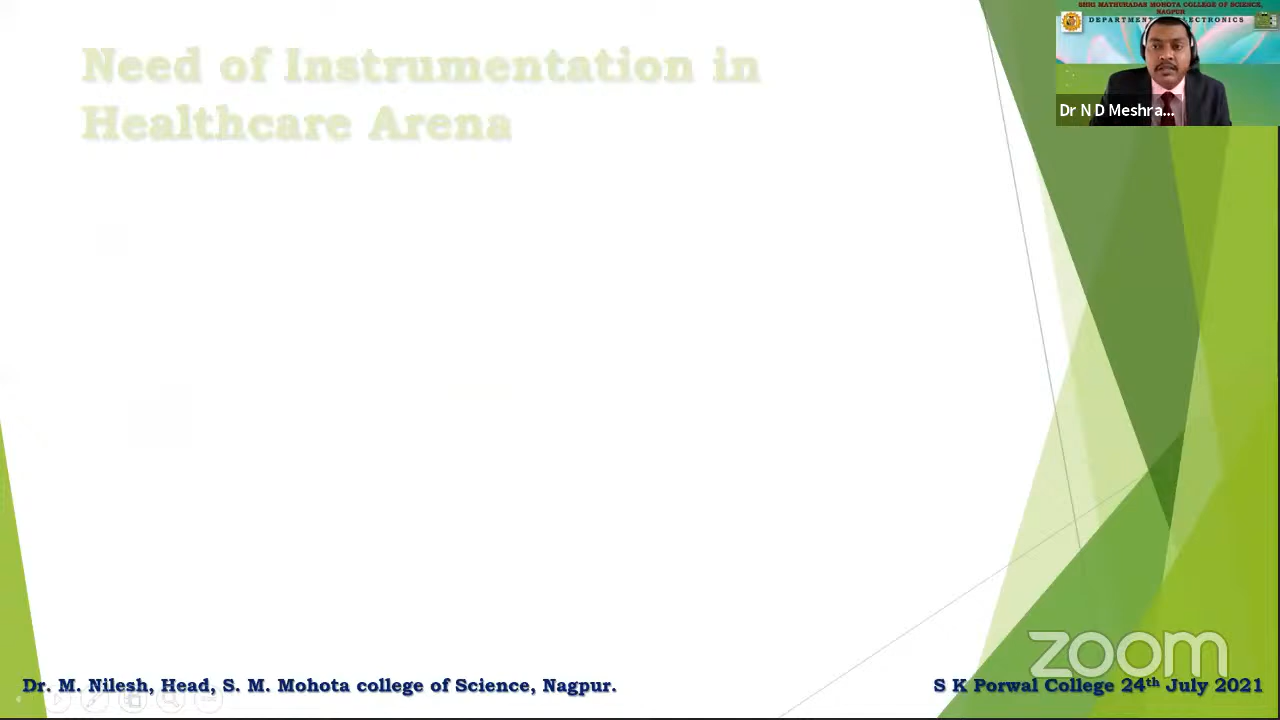 Need of Instrumentation in
Healthcare Arena
SHRI MATHURADAS MOHOTA COLLEGE OF SCIENCE,
NAGPUR
DEPARTMENT ELECTRONICS
Dr N D Meshra...
zoom
Dr. M. Nilesh, Head, S. M. Mohota college of Science, Nagpur.
S K Porwal College 24th July 2021